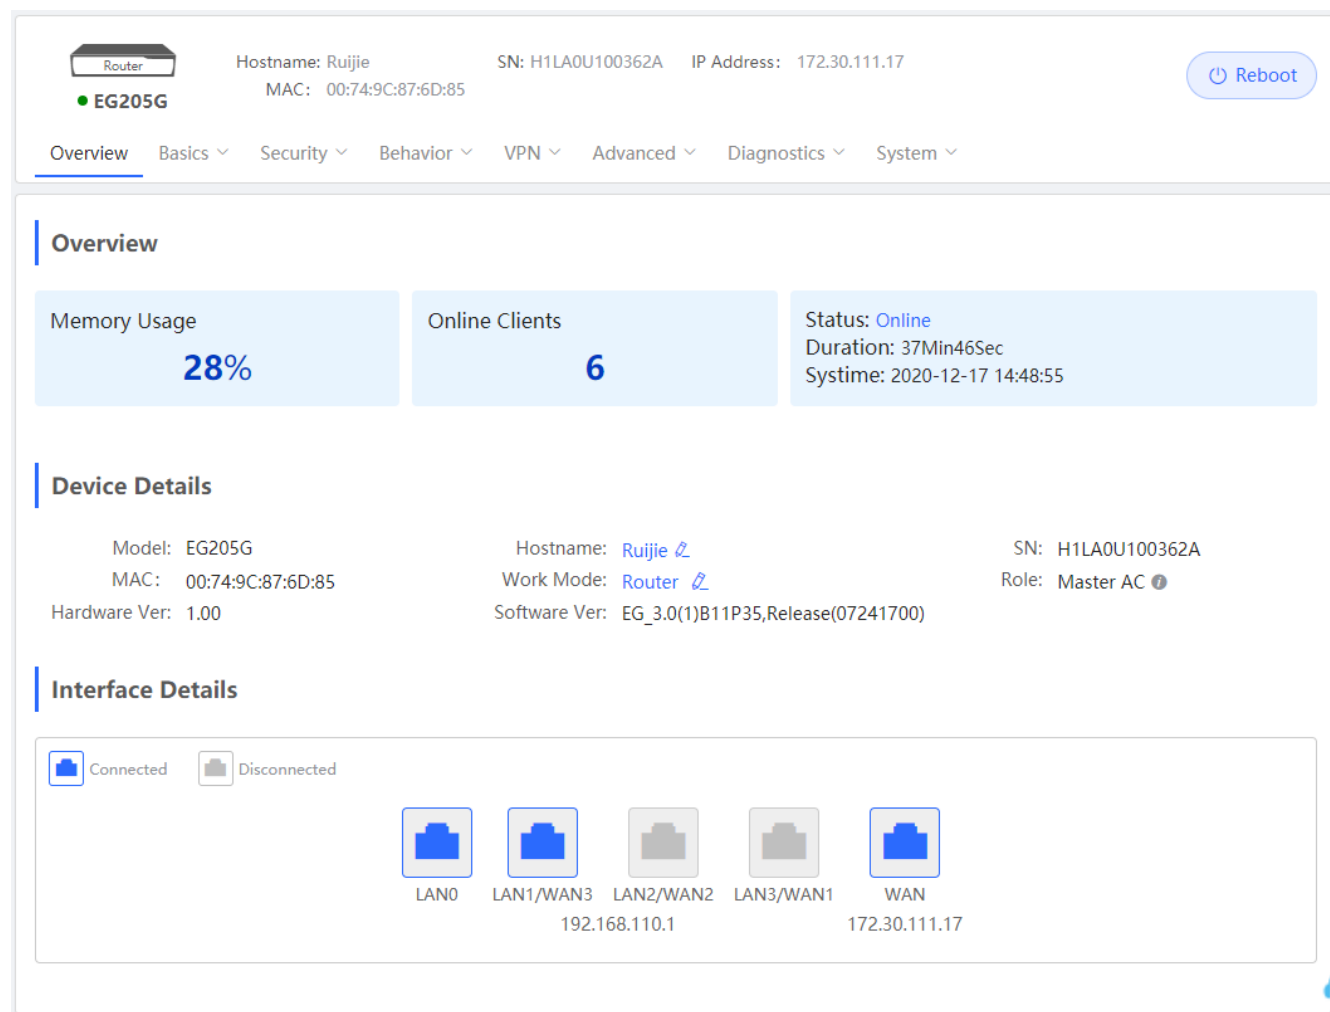 Router
EG205G
Hostname: Ruijie SN: H1LA0U100362A IP Address: 172.30.111.17
MAC: 00:74:9C:87:6D:85
Reboot
Overview Basics Security Behavior VPN Advanced Diagnostics System
Overview
Memory Usage
28%
Online Clients
6
Status: Online
Duration: 37Min46Sec
Systime: 2020-12-17 14:48:55
Device Details
Model: EG205G Hostname: Ruijie SN: H1LA0U100362A
MAC: 00:74:9C:87:6D:85 Work Mode: Router Role: Master AC
Hardware Ver: 1.00 Software Ver: EG_3.0(1)B11P35,Release(07241700)
Interface Details
Connected Disconnected
LAN0 LAN1/WAN3 LAN2/WAN2 LAN3/WAN1 WAN
192.168.110.1 172.30.111.17